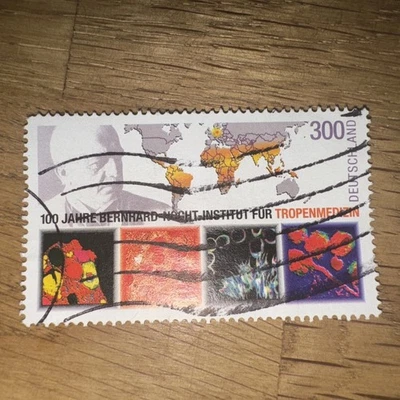 300
DEUTSCHLAND
100 JAHRE BERNHARD-NOCHT-INSTITUT FÜR TROPENMEDIZIN